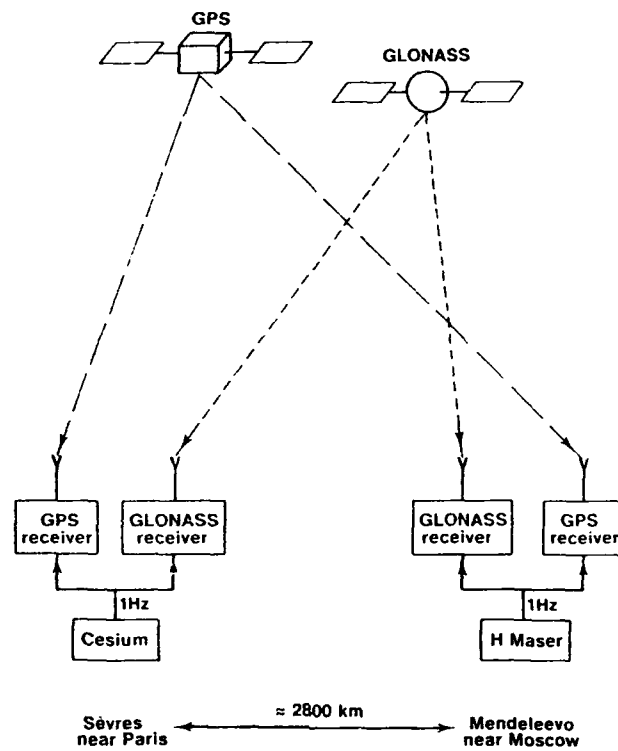 GPS
GLONASS
GPS
receiver
GLONASS
receiver
GLONASS
receiver
GPS
receiver
1Hz
1Hz
Cesium
H Maser
≈ 2800 km
Sèvres
near Paris
Mendeleevo
near Moscow